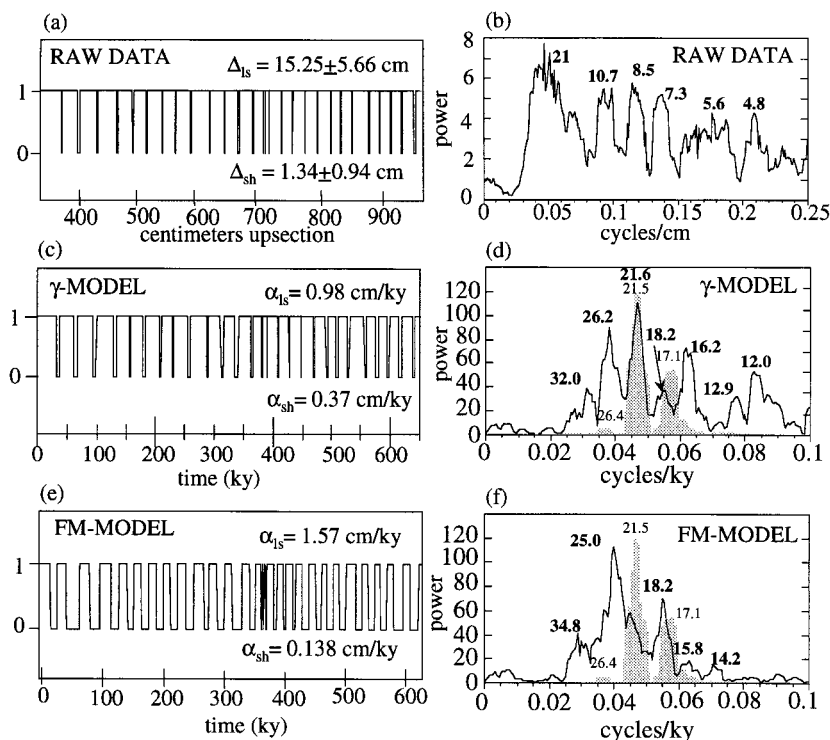 (a)
RAW DATA
Δls = 15.25±5.66 cm
1
0
Δsh = 1.34±0.94 cm
400 500 600 700 800 900
centimeters upsection
(b)
RAW DATA
power
8
6
4
2
0
21
10.7
8.5
7.3
5.6
4.8
0 0.05 0.1 0.15 0.2 0.25
cycles/cm
(c)
γ-MODEL
αls = 0.98 cm/ky
1
0
αsh = 0.37 cm/ky
0 100 200 300 400 500 600
time (ky)
(d)
γ-MODEL
power
120
100
80
60
40
20
0
32.0
26.2
26.4
21.6
21.5
18.2
17.1
16.2
12.9
12.0
0 0.02 0.04 0.06 0.08 0.1
cycles/ky
(e)
FM-MODEL
αls = 1.57 cm/ky
1
0
αsh = 0.138 cm/ky
0 100 200 300 400 500 600
time (ky)
(f)
FM-MODEL
power
120
100
80
60
40
20
0
34.8
26.4
25.0
21.5
18.2
17.1
15.8
14.2
0 0.02 0.04 0.06 0.08 0.1
cycles/ky